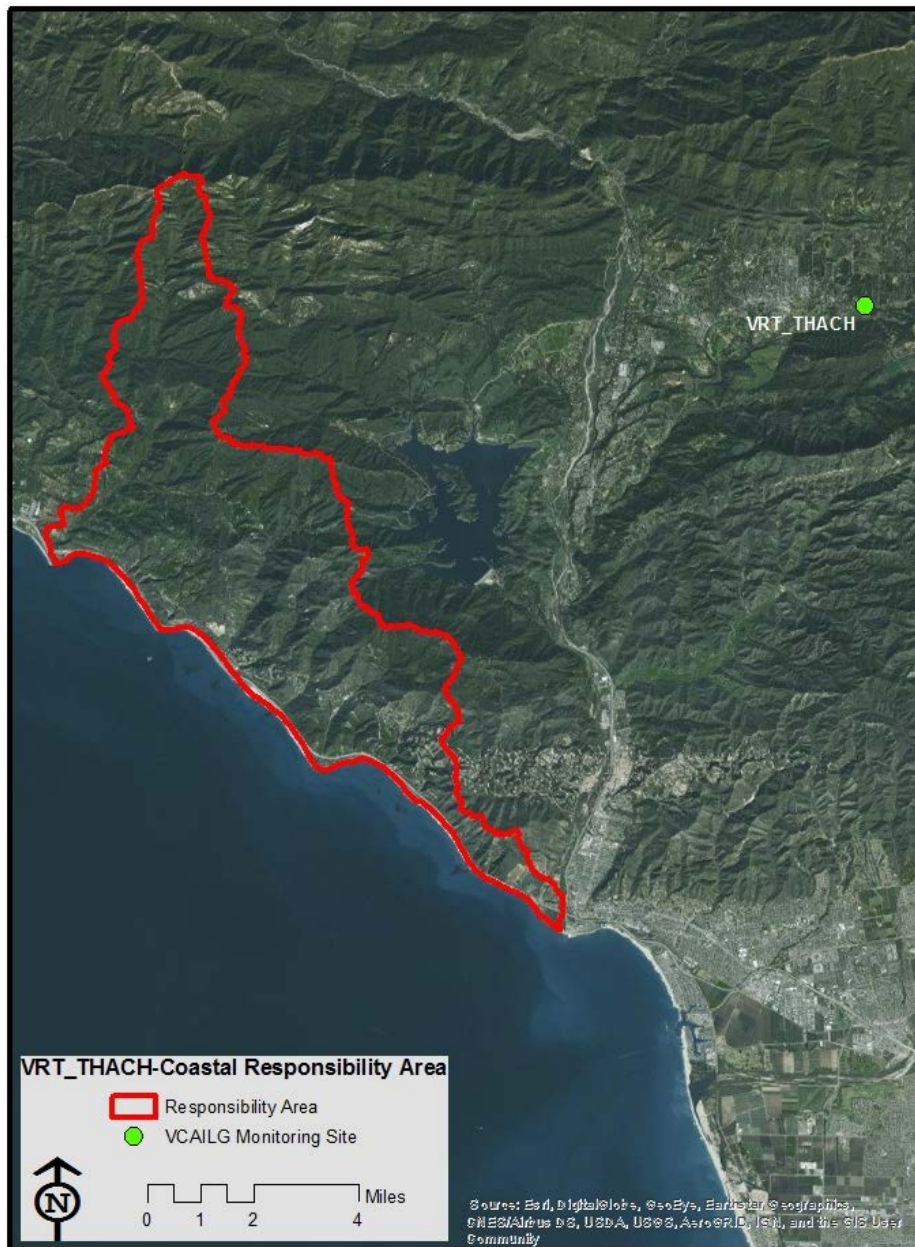 VRT_THACH
VRT_THACH-Coastal Responsibility Area
Responsibility Area
VCAILG Monitoring Site
N
Miles
0 1 2 4
Source: Esri, DigitalGlobe, GeoEye, Earthstar Geographics,
CNES/Airbus DS, USDA, USGS, AeroGRID, IGN, and the GIS User
Community